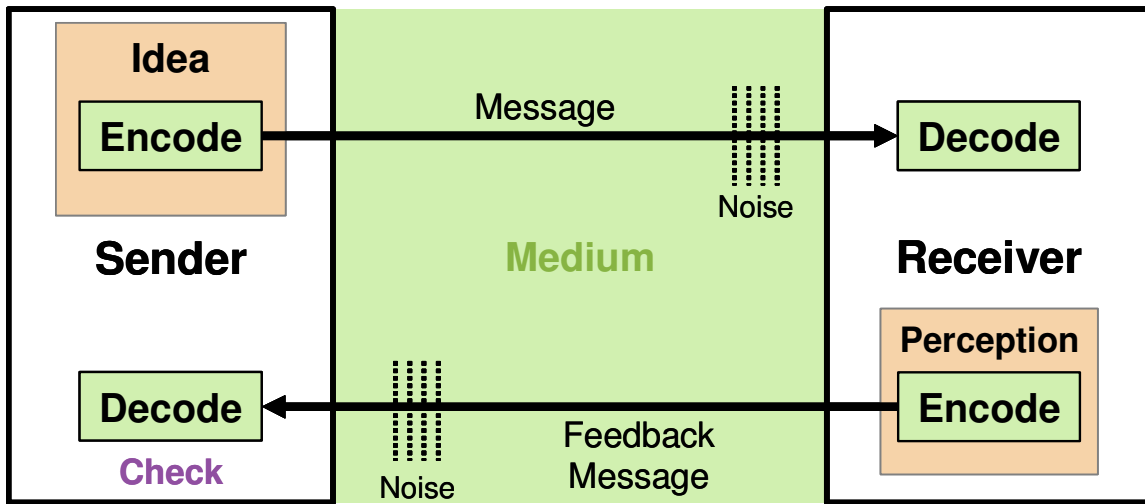 Idea
Encode
Message
Decode
Noise
Sender
Medium
Receiver
Perception
Decode
Encode
Feedback
Message
Check
Noise